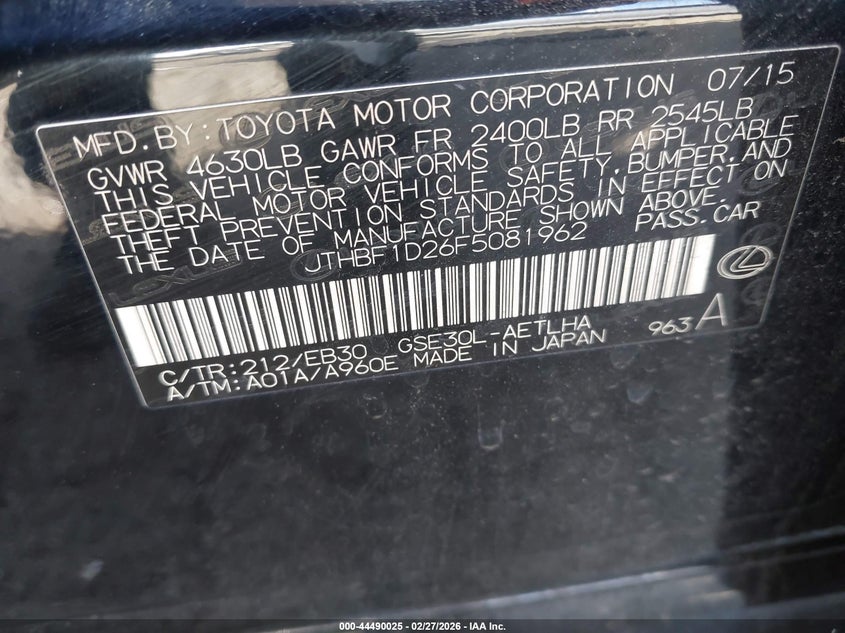 MFD.BY:TOYOTA MOTOR CORPORATION 07/15
GVWR 4630LB GAWR FR 2400LB RR 2545LB
THIS VEHICLE CONFORMS TO ALL APPLICABLE
FEDERAL MOTOR VEHICLE SAFETY,BUMPER,AND
THEFT PREVENTION STANDARDS IN EFFECT ON
THE DATE OF MANUFACTURE SHOWN ABOVE.
JTHBF1D26F5081962 PASS.CAR
C/TR:212/EB30 GSE30L-AETLHA 963A
A/TM:A01A/A960E MADE IN JAPAN
000-44490025 - 02/27/2026 - IAA Inc.